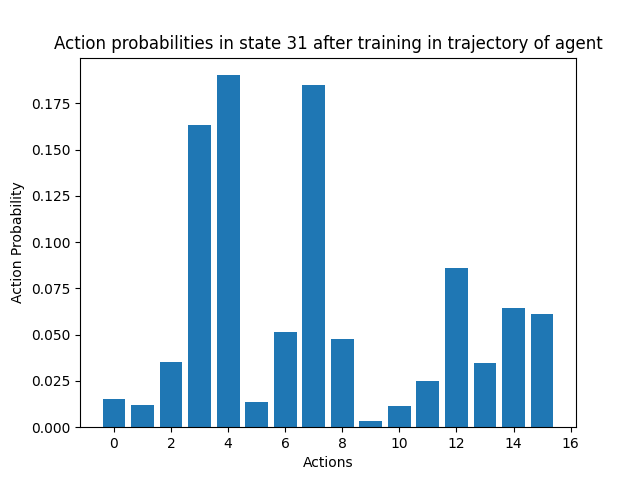 Action probabilities in state 31 after training in trajectory of agent
Action Probability
0.175
0.150
0.125
0.100
0.075
0.050
0.025
0.000
0 2 4 6 8 10 12 14 16
Actions